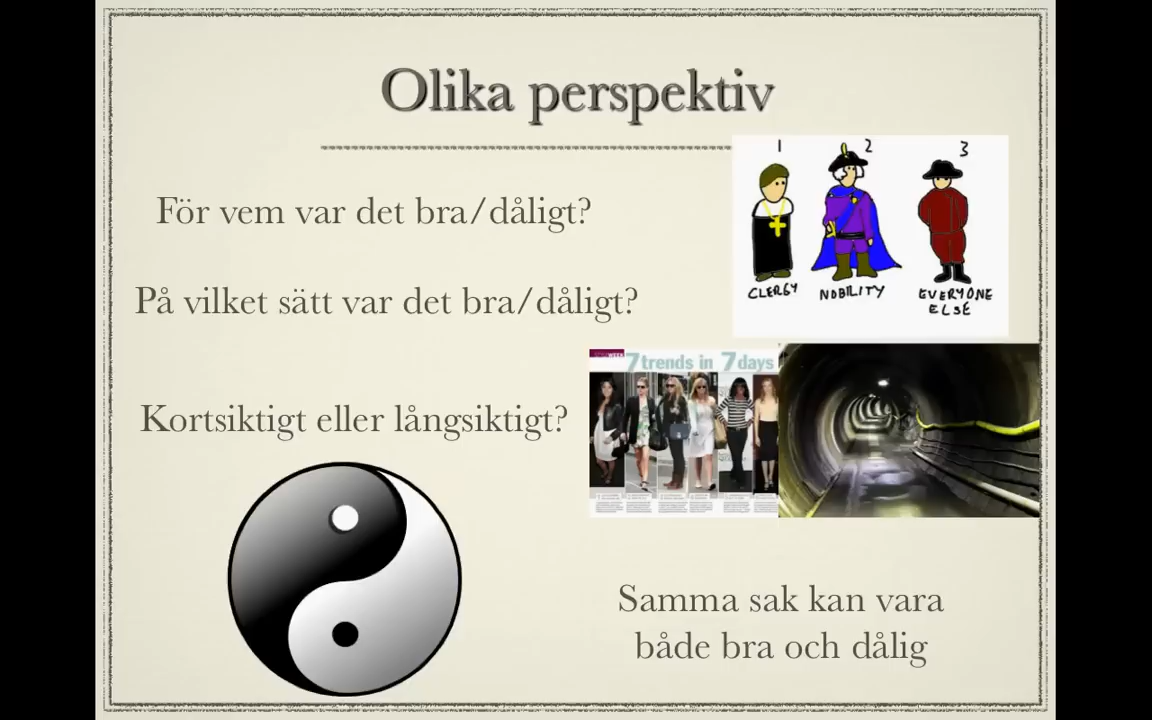 Olika perspektiv
För vem var det bra/dåligt?
1 2 3
CLERGY NOBILITY EVERYONE
ELSE
På vilket sätt var det bra/dåligt?
7 trends in 7 days
Kortsiktigt eller långsiktigt?
Samma sak kan vara
både bra och dålig